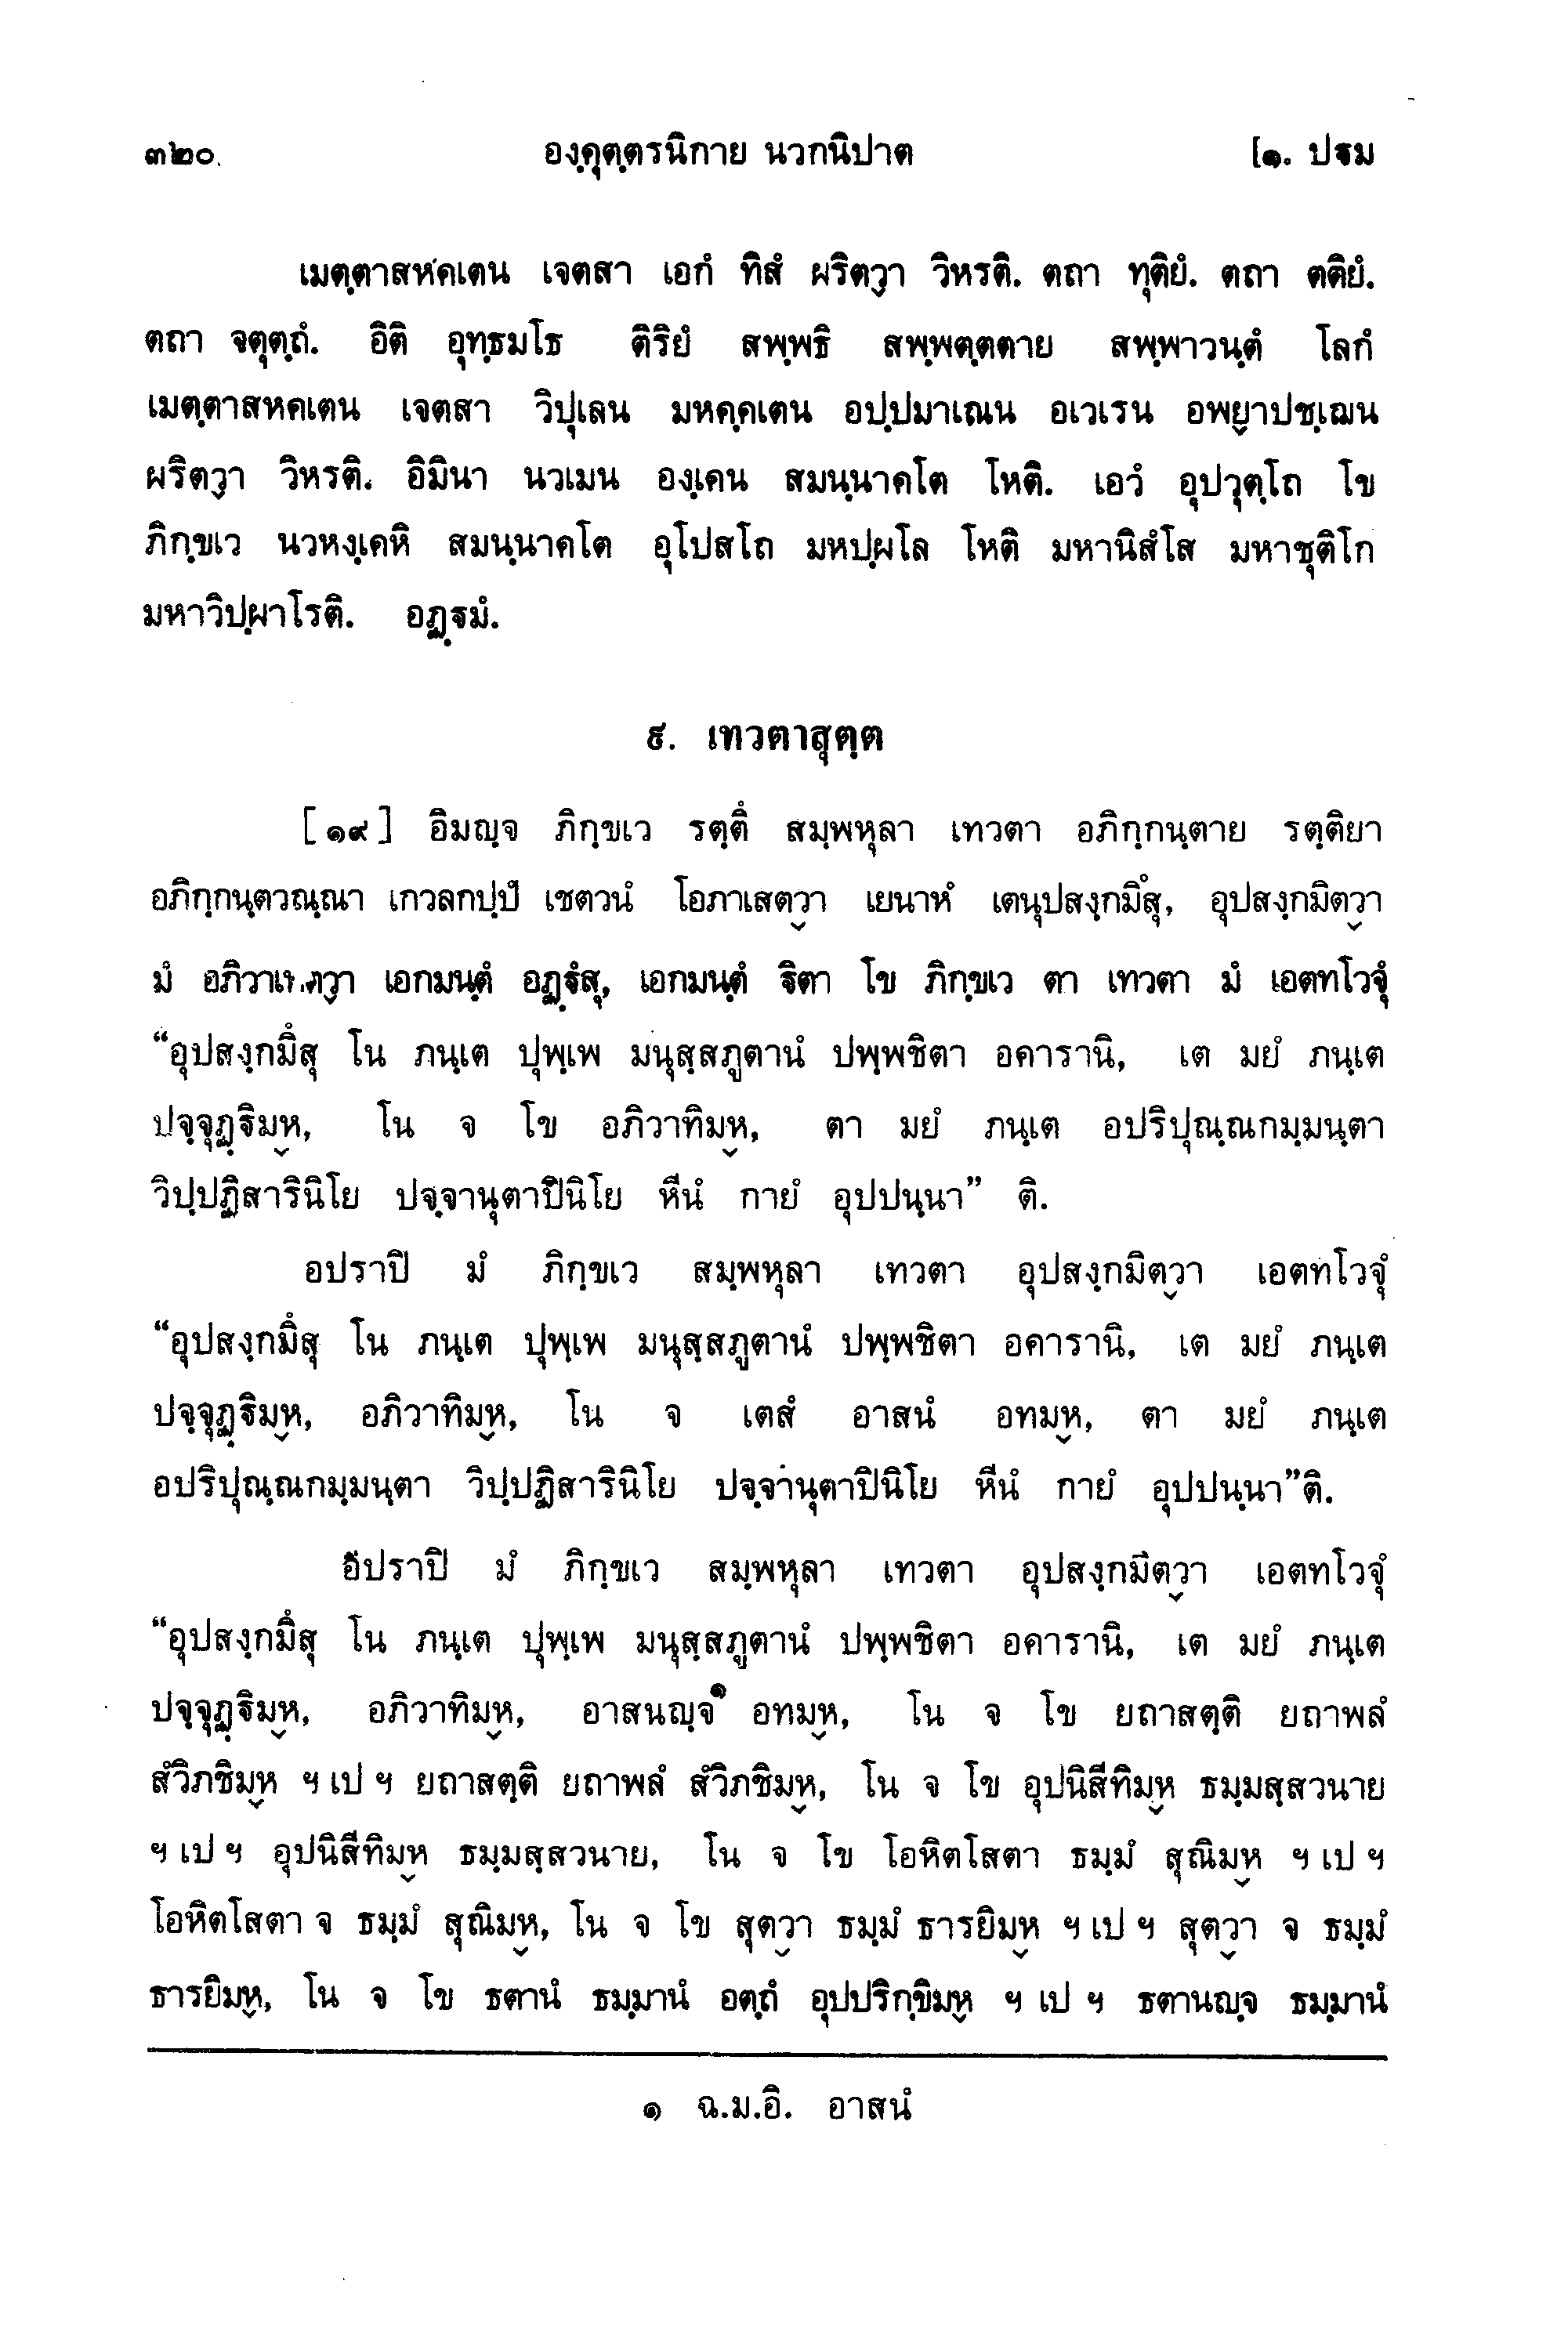 ๓๒๐ องฺคุตฺตรนิกาย นวกนิปาต [๑. ปฐม
เมตฺตาสหคเตน เจตสา เอกํ ทิสํ ผริตฺวา วิหรติ. ตถา ทุติยํ. ตถา ตติยํ.
ตถา จตุตฺถํ. อิติ อุทฺธมโธ ติริยํ สพฺพธิ สพฺพตฺตตาย สพฺพาวนฺตํ โลกํ
เมตฺตาสหคเตน เจตสา วิปุเลน มหคฺคเตน อปฺปมาเณน อเวเรน อพฺยาปชฺเฌน
ผริตฺวา วิหรติ. อิมินา นวเมน องฺเคน สมนฺนาคโต โหติ. เอวํ อุปวุตฺโถ โข
ภิกฺขเว นวหงฺเคหิ สมนฺนาคโต อุโปสโถ มหปฺผโล โหติ มหานิสํโส มหาชุติโก
มหาวิปฺผาโรติ. อฏฺฐมํ.
๙. เทวตาสุตฺต
[๑๙] อิมญฺจ ภิกฺขเว รตฺตึ สมฺพหุลา เทวตา อภิกฺกนฺตาย รตฺติยา
อภิกฺกนฺตวณฺณา เกวลกปฺปํ เชตวนํ โอภาเสตฺวา เยนาหํ เตนุปสงฺกมึสุ, อุปสงฺกมิตฺวา
มํ เอกมนฺตํ อฏฺฐํสุ, เอกมนฺตํ ฐิตา โข ภิกฺขเว ตา เทวตา มํ เอตทโวจุํ
“อุปสงฺกมึสุ โน ภนฺเต ปุพฺเพ มนุสฺสภูตานํ ปพฺพชิตา อคารานิ, เต มยํ ภนฺเต
ปจฺจุฏฺฐิมฺห, โน จ โข อภิวาทิมฺห, ตา มยํ ภนฺเต อปริปุณฺณกมฺมนฺตา
วิปฺปฏิสารินิโย ปจฺจานุตาปินิโย หีนํ กายํ อุปปนฺนา” ติ.
อปราปิ มํ ภิกฺขเว สมฺพหุลา เทวตา อุปสงฺกมิตฺวา เอตทโวจุํ
“อุปสงฺกมึสุ โน ภนฺเต ปุพฺเพ มนุสฺสภูตานํ ปพฺพชิตา อคารานิ, เต มยํ ภนฺเต
ปจฺจุฏฺฐิมฺห, อภิวาทิมฺห, โน จ เตสํ อาสนํ อทมฺห, ตา มยํ ภนฺเต
อปริปุณฺณกมฺมนฺตา วิปฺปฏิสารินิโย ปจฺจานุตาปินิโย หีนํ กายํ อุปปนฺนา”ติ.
อปราปิ มํ ภิกฺขเว สมฺพหุลา เทวตา อุปสงฺกมิตฺวา เอตทโวจุํ
“อุปสงฺกมึสุ โน ภนฺเต ปุพฺเพ มนุสฺสภูตานํ ปพฺพชิตา อคารานิ, เต มยํ ภนฺเต
ปจฺจุฏฺฐิมฺห, อภิวาทิมฺห, อาสนญฺจ๑ อทมฺห, โน จ โข ยถาสตฺติ ยถาพลํ
สํวิภชิมฺห ฯ เป ฯ ยถาสตฺติ ยถาพลํ สํวิภชิมฺห, โน จ โข อุปนิสีทิมฺห ธมฺมสฺสวนาย
ฯ เป ฯ อุปนิสีทิมฺห ธมฺมสฺสวนาย, โน จ โข โอหิตโสตา ธมฺมํ สุณิมฺห ฯ เป ฯ
โอหิตโสตา จ ธมฺมํ สุณิมฺห, โน จ โข สุตฺวา ธมฺมํ ธารยิมฺห ฯ เป ฯ สุตฺวา จ ธมฺมํ
ธารยิมฺห, โน จ โข ธตานํ ธมฺมานํ อตฺถํ อุปปริกฺขิมฺห ฯ เป ฯ ธตานญฺจ ธมฺมานํ
๑ ฉ.ม.อิ. อาสนํ